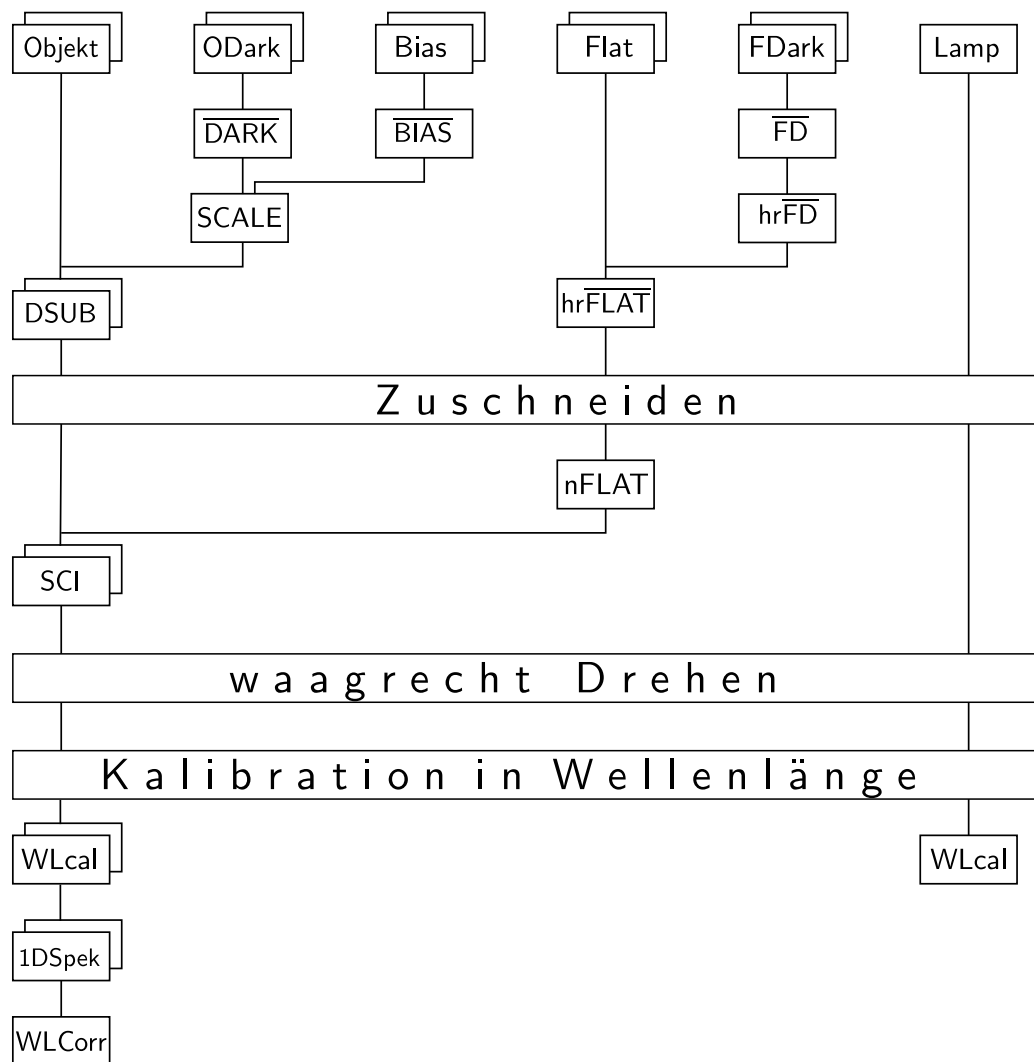 Objekt ODark Bias Flat FDark Lamp
DARK BIAS FD
SCALE hrFD
DSUB hrFLAT
Zuschneiden
nFLAT
SCI
waagrecht Drehen
Kalibration in Wellenlänge
WLcal WLcal
1DSpek
WLCorr